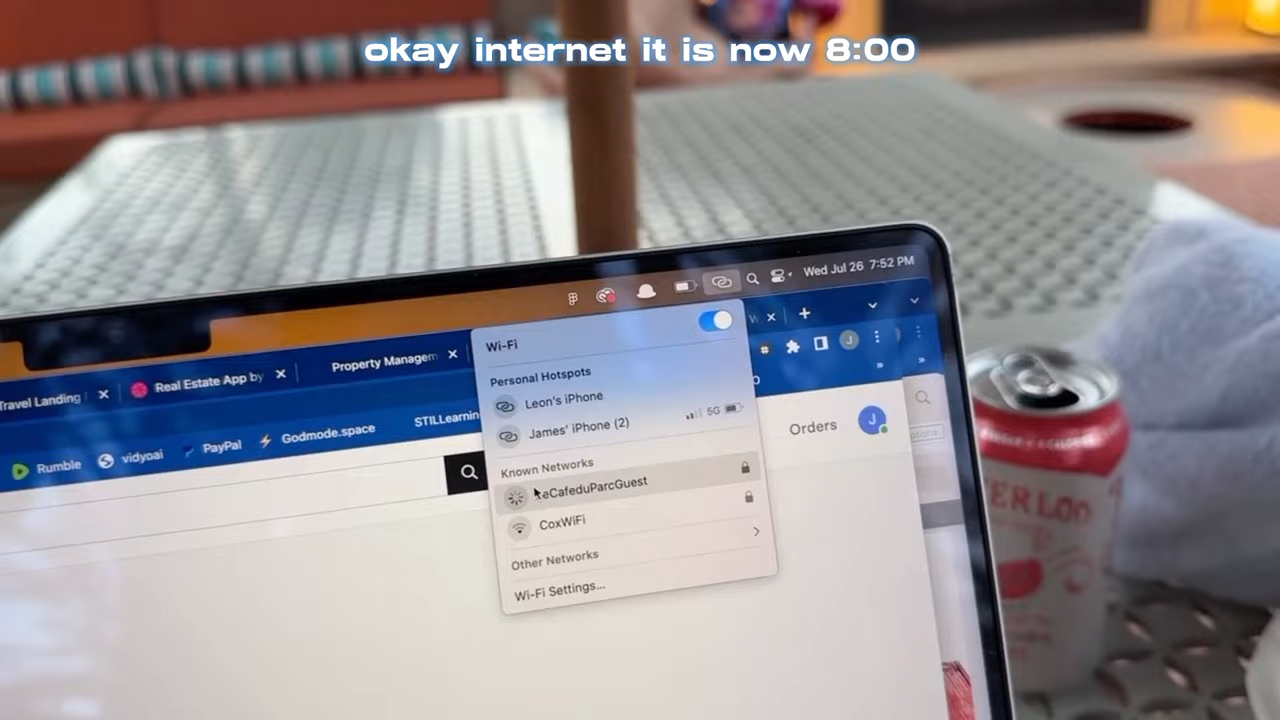 okay internet it is now 8:00
Wed Jul 26 7:52 PM
Wi-Fi
Travel Landing
Real Estate App by
Property Managem
Personal Hotspots
Leon's iPhone
James' iPhone (2)
5G
Rumble
vidyoai
PayPal
Godmode.space
STILLearning
Orders
J
Known Networks
eCafeduParcGuest
CoxWiFi
Other Networks
Wi-Fi Settings...
ERLOO